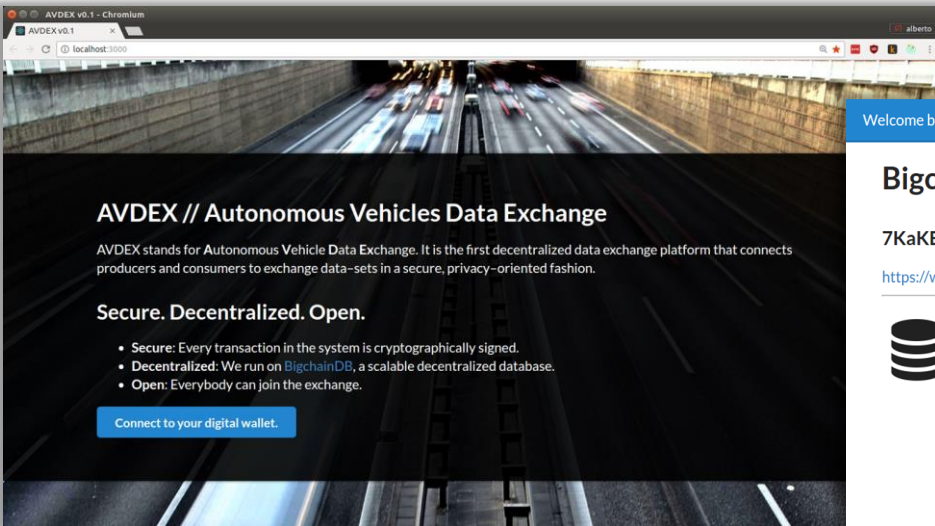 AVDEX v0.1 - Chromium
AVDEX v0.1
alberto
localhost:3000
AVDEX // Autonomous Vehicles Data Exchange
AVDEX stands for Autonomous Vehicle Data Exchange. It is the first decentralized data exchange platform that connects
producers and consumers to exchange data–sets in a secure, privacy–oriented fashion.
Secure. Decentralized. Open.
• Secure: Every transaction in the system is cryptographically signed.
• Decentralized: We run on BigchainDB, a scalable decentralized database.
• Open: Everybody can join the exchange.
Connect to your digital wallet.
Welcome b
Bigc
7KaKE
https://w